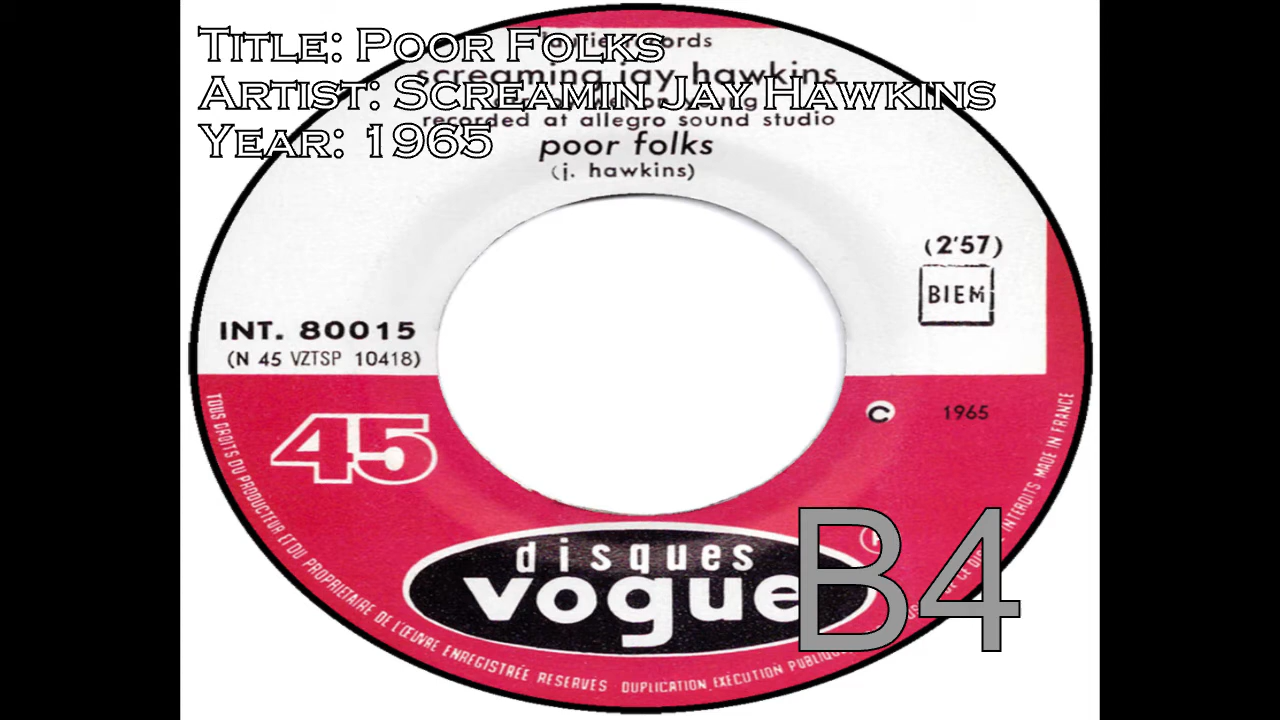 Title: Poor Folks
Artist: Screamin Jay Hawkins
Year: 1965
screaming jay hawkins
recorded at allegro sound studio
poor folks
(j. hawkins)
(2'57)
BIEM
INT. 80015
(N 45 VZTSP 10418)
45
C 1965
disques
vogue
B4
TOUS DROITS DU PRODUCTEUR ET DU PROPRIETAIRE DE L'ŒUVRE ENREGISTRÉE RESERVES DUPLICATION, EXECUTION DE CE INTERDITS MADE IN FRANCE